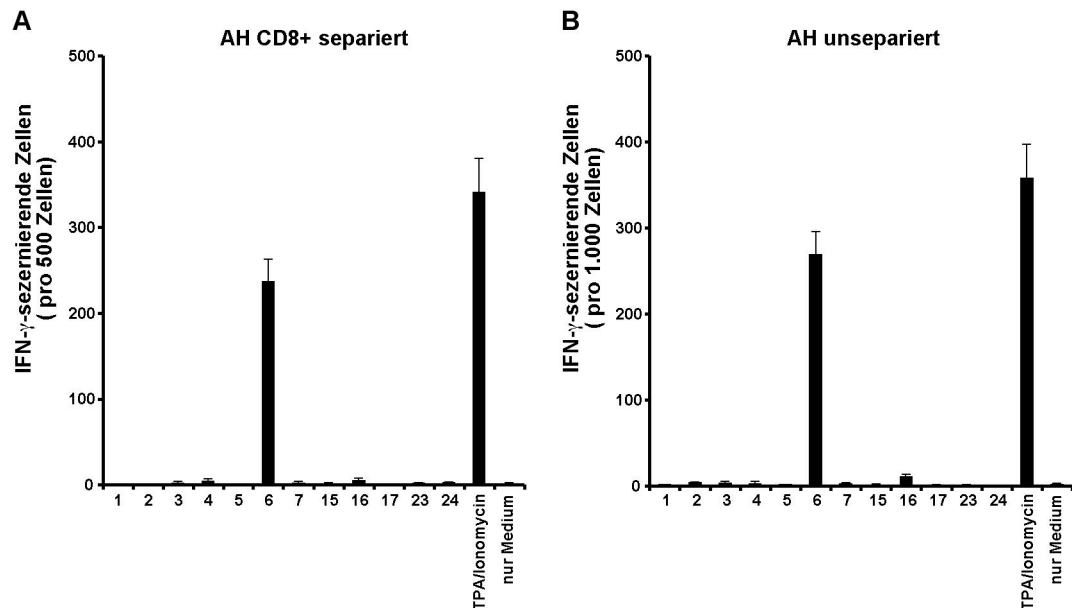 A
AH CD8+ separiert
IFN-γ-sezernierende Zellen
( pro 500 Zellen)
500
400
300
200
100
0
1 2 3 4 5 6 7 15 16 17 23 24 TPA/Ionomycin nur Medium
B
AH unsepariert
IFN-γ-sezernierende Zellen
( pro 1.000 Zellen)
500
400
300
200
100
0
1 2 3 4 5 6 7 15 16 17 23 24 TPA/Ionomycin nur Medium